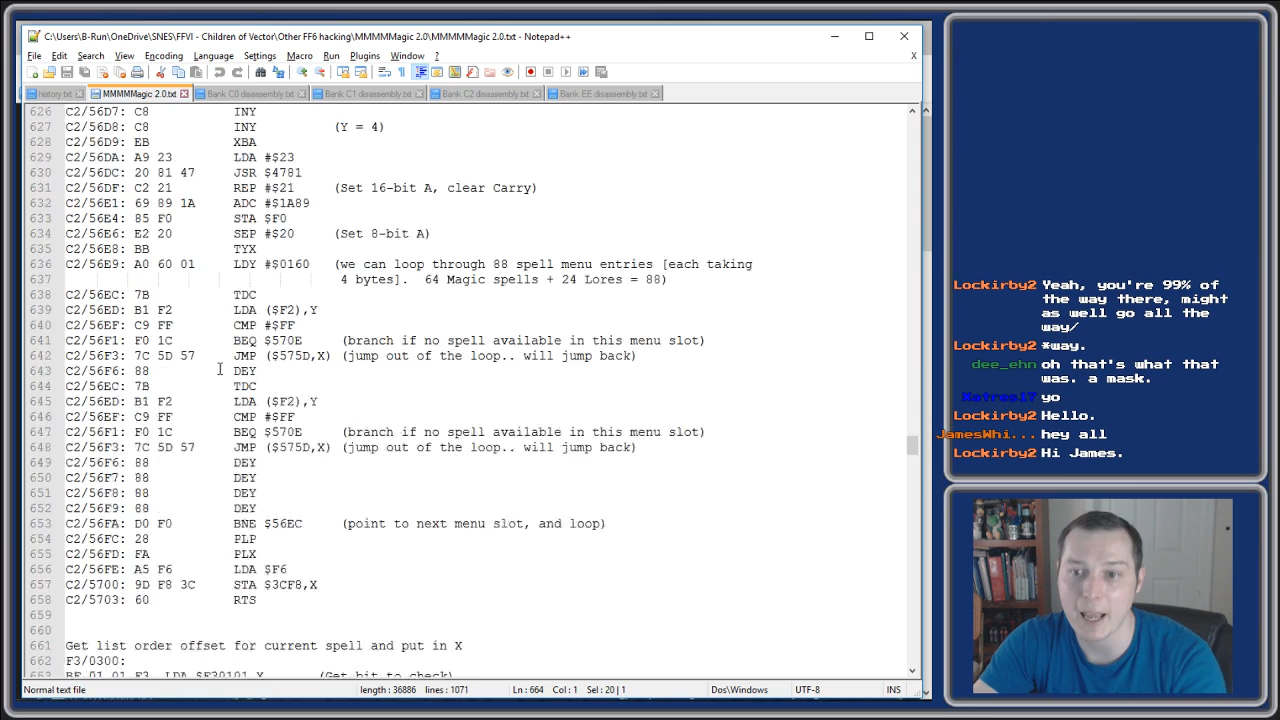 C:\Users\B-Run\OneDrive\SNES\FFVI - Children of Vector\Other FF6 hacking\MMMMMagic 2.0\MMMMMagic 2.0.txt - Notepad++
File Edit Search View Encoding Language Settings Macro Run Plugins Window ? X
history.txt MMMMMagic 2.0.txt Bank C0 disassembly.txt Bank C1 disassembly.txt Bank C2 disassembly.txt Bank EE disassembly.txt
626 C2/56D7: C8 INY
627 C2/56D8: C8 INY (Y = 4)
628 C2/56D9: EB XBA
629 C2/56DA: A9 23 LDA #$23
630 C2/56DC: 20 81 47 JSR $4781
631 C2/56DF: C2 21 REP #$21 (Set 16-bit A, clear Carry)
632 C2/56E1: 69 89 1A ADC #$1A89
633 C2/56E4: 85 F0 STA $F0
634 C2/56E6: E2 20 SEP #$20 (Set 8-bit A)
635 C2/56E8: BB TYX
636 C2/56E9: A0 60 01 LDY #$0160 (we can loop through 88 spell menu entries [each taking
637 4 bytes]. 64 Magic spells + 24 Lores = 88)
638 C2/56EC: 7B TDC
639 C2/56ED: B1 F2 LDA ($F2),Y
640 C2/56EF: C9 FF CMP #$FF
641 C2/56F1: F0 1C BEQ $570E (branch if no spell available in this menu slot)
642 C2/56F3: 7C 5D 57 JMP ($575D,X) (jump out of the loop.. will jump back)
643 C2/56F6: 88 DEY
644 C2/56EC: 7B TDC
645 C2/56ED: B1 F2 LDA ($F2),Y
646 C2/56EF: C9 FF CMP #$FF
647 C2/56F1: F0 1C BEQ $570E (branch if no spell available in this menu slot)
648 C2/56F3: 7C 5D 57 JMP ($575D,X) (jump out of the loop.. will jump back)
649 C2/56F6: 88 DEY
650 C2/56F7: 88 DEY
651 C2/56F8: 88 DEY
652 C2/56F9: 88 DEY
653 C2/56FA: D0 F0 BNE $56EC (point to next menu slot, and loop)
654 C2/56FC: 28 PLP
655 C2/56FD: FA PLX
656 C2/56FE: A5 F6 LDA $F6
657 C2/5700: 9D F8 3C STA $3CF8,X
658 C2/5703: 60 RTS
659
660
661 Get list order offset for current spell and put in X
662 F3/0300:
663 BF 01 01 F3 LDA $F30101,X (Get bit to check)
Normal text file length : 36886 lines : 1071 Ln : 664 Col : 1 Sel : 20 | 1 Dos\Windows UTF-8 INS
Lockirby2 Yeah, you're 99% of
the way there, might
as well go all the
way/
Lockirby2 *way.
dee_ehn oh that's what that
was. a mask.
yo
Lockirby2 Hello.
JamesWhi... hey all
Lockirby2 Hi James.